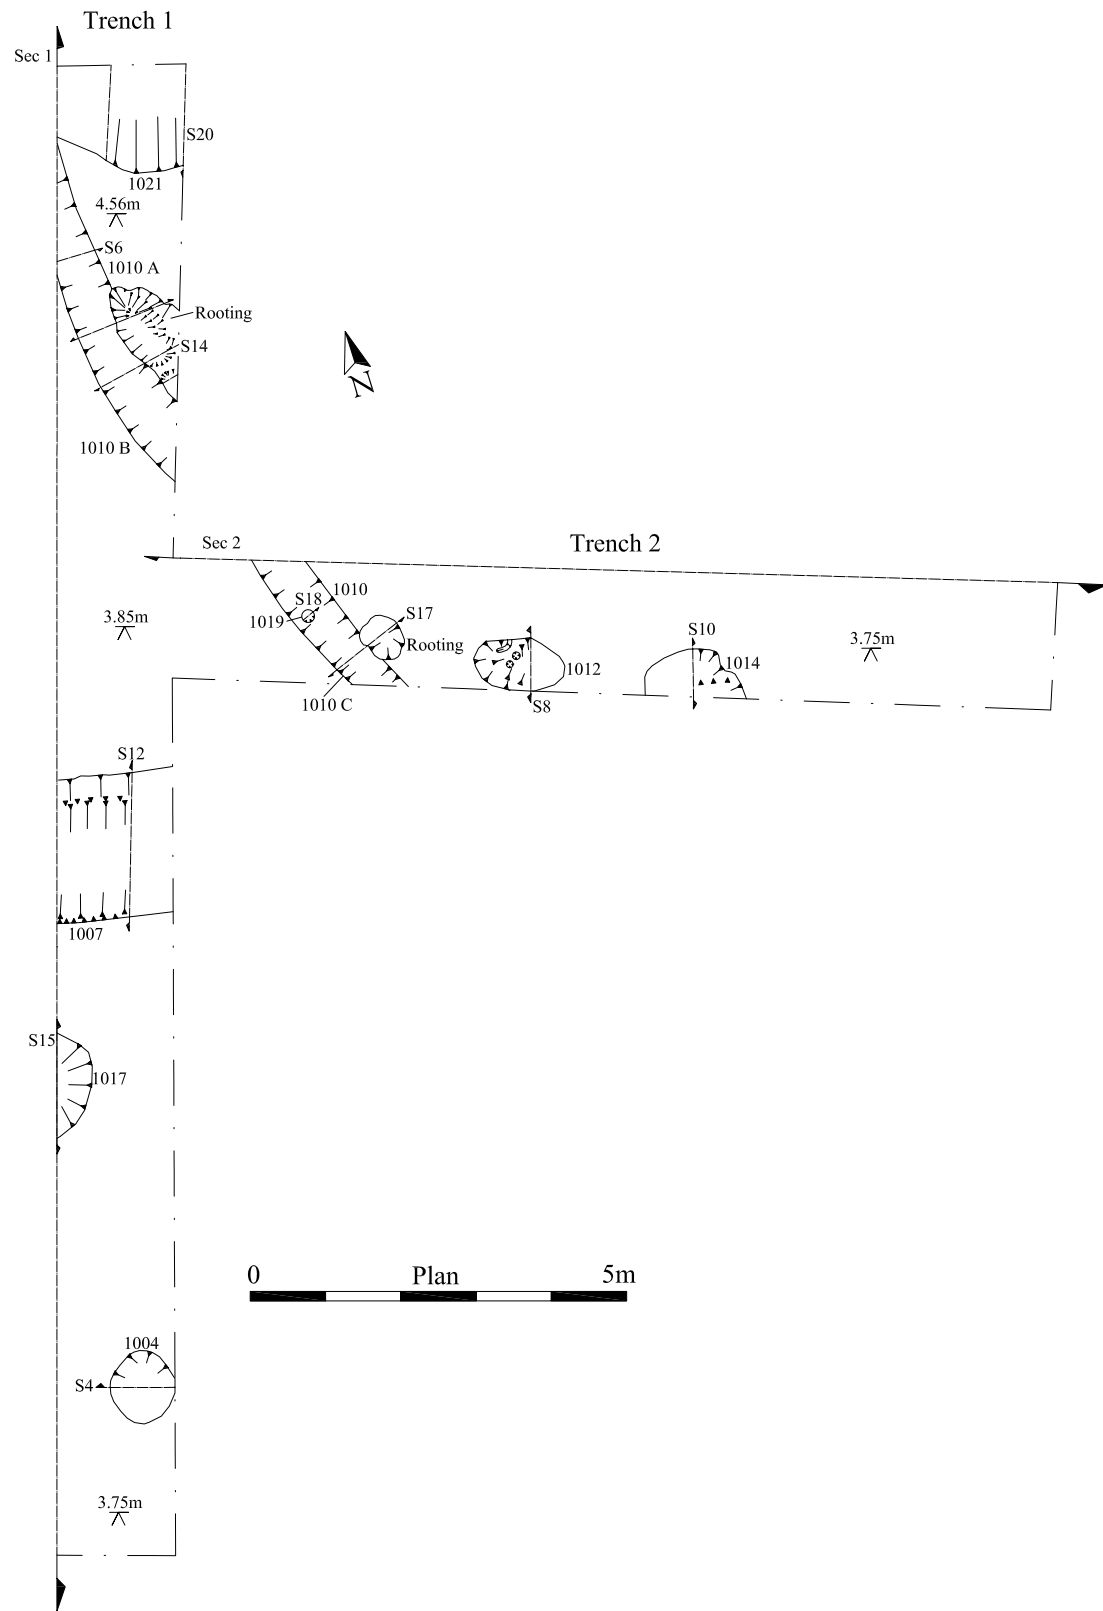 Trench 1
Sec 1
S20
1021
4.56m
S6
1010 A
Rooting
S14
N
1010 B
Sec 2
Trench 2
1010
S18
S17
3.85m
1019
Rooting
S10
3.75m
1012
1014
1010 C
S8
S12
1007
S15
1017
0 Plan 5m
1004
S4
3.75m